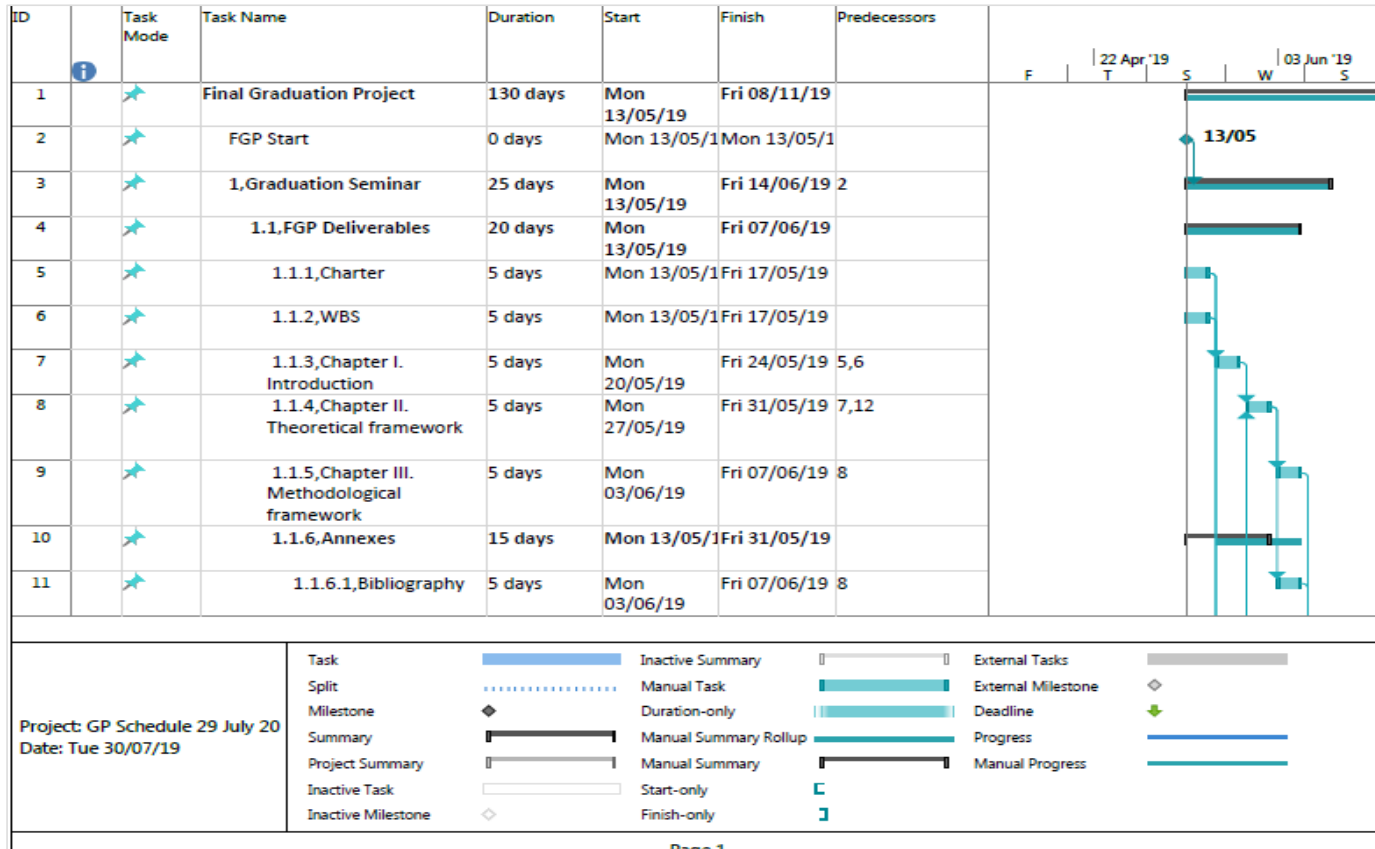 ID Task Task Name Duration Start Finish Predecessors
Mode
22 Apr '19 03 Jun '19
F T S W S
1 Final Graduation Project 130 days Mon Fri 08/11/19
13/05/19
2 FGP Start 0 days Mon 13/05/1 Mon 13/05/1
13/05
3 1,Graduation Seminar 25 days Mon Fri 14/06/19 2
13/05/19
4 1.1,FGP Deliverables 20 days Mon Fri 07/06/19
13/05/19
5 1.1.1,Charter 5 days Mon 13/05/1 Fri 17/05/19
6 1.1.2,WBS 5 days Mon 13/05/1 Fri 17/05/19
7 1.1.3,Chapter I. 5 days Mon Fri 24/05/19 5,6
Introduction 20/05/19
8 1.1.4,Chapter II. 5 days Mon Fri 31/05/19 7,12
Theoretical framework 27/05/19
9 1.1.5,Chapter III. 5 days Mon Fri 07/06/19 8
Methodological 03/06/19
framework
10 1.1.6,Annexes 15 days Mon 13/05/1 Fri 31/05/19
11 1.1.6.1,Bibliography 5 days Mon Fri 07/06/19 8
03/06/19
Project: GP Schedule 29 July 20
Date: Tue 30/07/19
Task Inactive Summary External Tasks
Split Manual Task External Milestone
Milestone Duration-only Deadline
Summary Manual Summary Rollup Progress
Project Summary Manual Summary Manual Progress
Inactive Task Start-only
Inactive Milestone Finish-only
Page 1